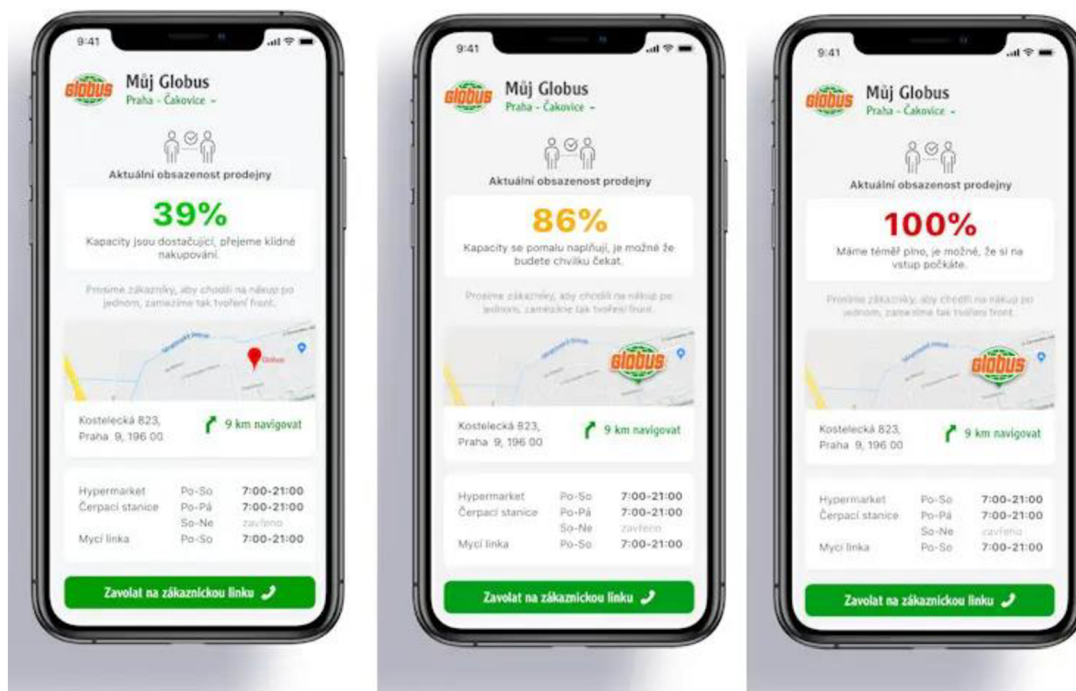 9:41
Globus
Můj Globus
Praha - Čakovice
Aktuální obsazenost prodejny
39%
Kapacity jsou dostačující, přejeme klidné
nakupování.
Prosíme zákazníky, aby chodili na nákup po
jednom, zamezíme tak tvoření front.
Globus
Kostelecká 823,
Praha 9, 196 00
9 km navigovat
Hypermarket Po-So 7:00-21:00
Čerpací stanice Po-Pá 7:00-21:00
So-Ne zavřeno
Mycí linka Po-So 7:00-21:00
Zavolat na zákaznickou linku
9:41
Globus
Můj Globus
Praha - Čakovice
Aktuální obsazenost prodejny
86%
Kapacity se pomalu naplňují, je možné že
budete chvilku čekat.
Prosíme zákazníky, aby chodili na nákup po
jednom, zamezíme tak tvoření front.
Globus
Kostelecká 823,
Praha 9, 196 00
9 km navigovat
Hypermarket Po-So 7:00-21:00
Čerpací stanice Po-Pá 7:00-21:00
So-Ne zavřeno
Mycí linka Po-So 7:00-21:00
Zavolat na zákaznickou linku
9:41
Globus
Můj Globus
Praha - Čakovice
Aktuální obsazenost prodejny
100%
Máme téměř plno, je možné, že si na
vstup počkáte.
Prosíme zákazníky, aby chodili na nákup po
jednom, zamezíme tak tvoření front.
Globus
Kostelecká 823,
Praha 9, 196 00
9 km navigovat
Hypermarket Po-So 7:00-21:00
Čerpací stanice Po-Pá 7:00-21:00
So-Ne zavřeno
Mycí linka Po-So 7:00-21:00
Zavolat na zákaznickou linku